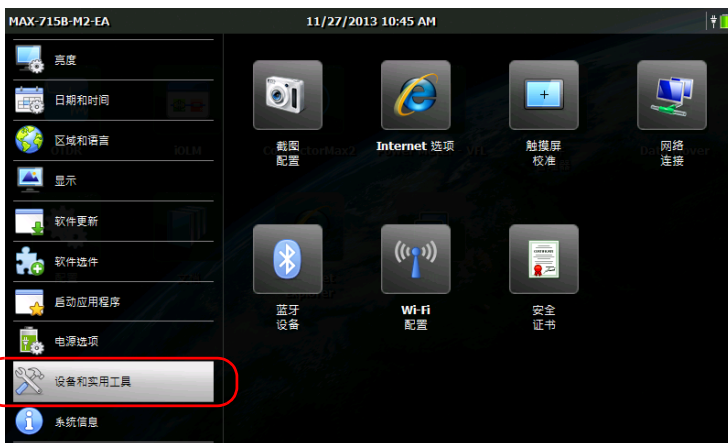 MAX-715B-M2-EA
11/27/2013 10:45 AM
亮度
日期和时间
区域和语言
显示
软件更新
软件选件
启动应用程序
电源选项
设备和实用工具
系统信息
截图
配置
Internet 选项
触摸屏
校准
网络
连接
蓝牙
设备
Wi-Fi
配置
安全
证书